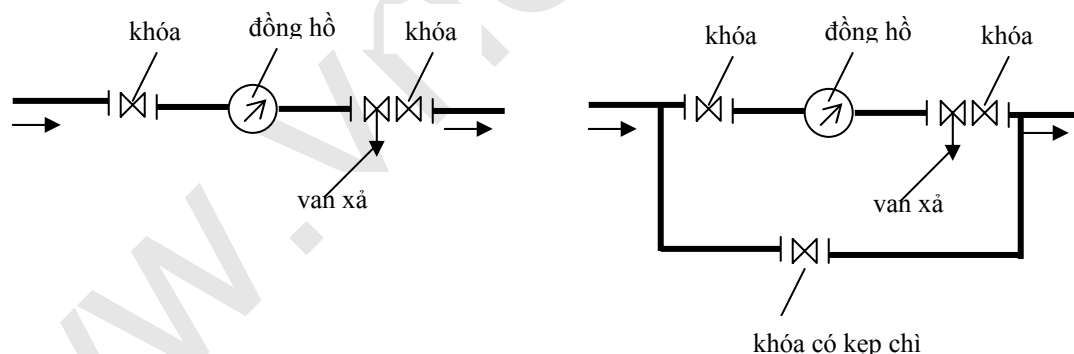 khóa
đồng hồ
khóa
van xả
khóa
đồng hồ
khóa
van xả
khóa có kẹp chì